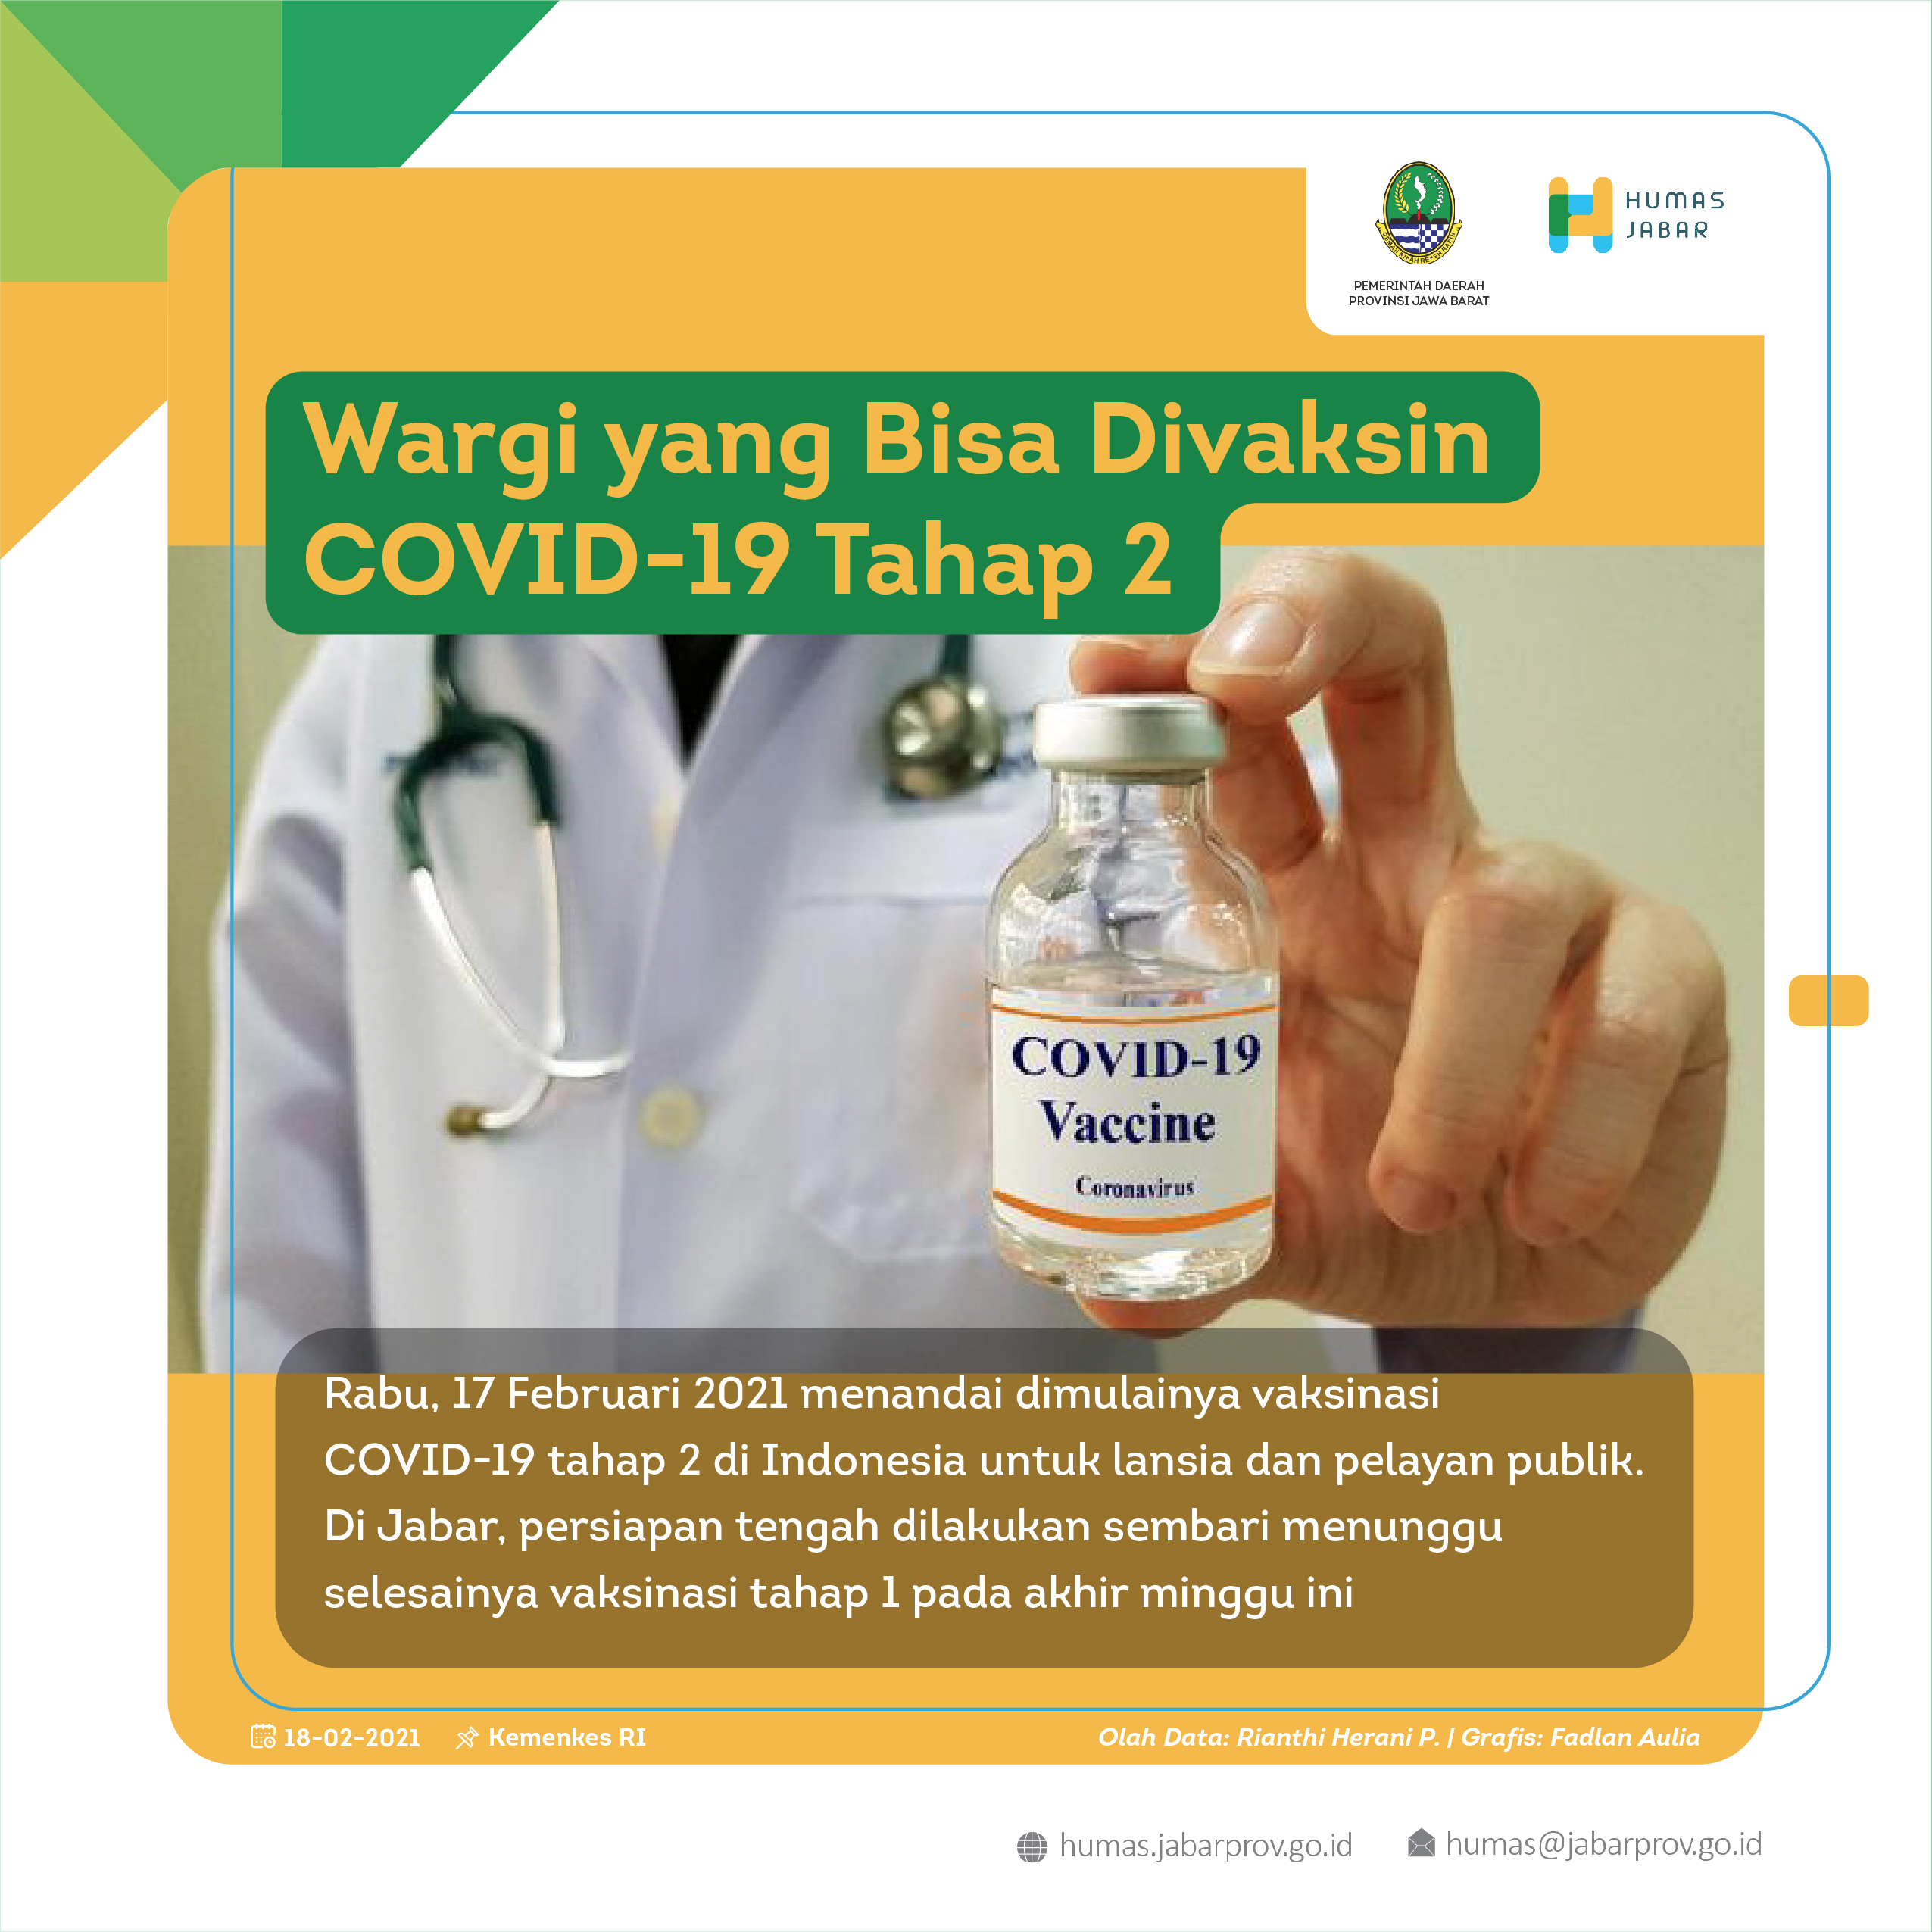 HUMAS
JABAR
PEMERINTAH DAERAH
PROVINSI JAWA BARAT
Wargi yang Bisa Divaksin
COVID-19 Tahap 2
COVID-19
Vaccine
Coronavirus
Rabu, 17 Februari 2021 menandai dimulainya vaksinasi
COVID-19 tahap 2 di Indonesia untuk lansia dan pelayan publik.
Di Jabar, persiapan tengah dilakukan sembari menunggu
selesainya vaksinasi tahap 1 pada akhir minggu ini
18-02-2021 Kemenkes RI Olah Data: Rianthi Herani P. | Grafis: Fadlan Aulia
humas.jabarprov.go.id humas@jabarprov.go.id